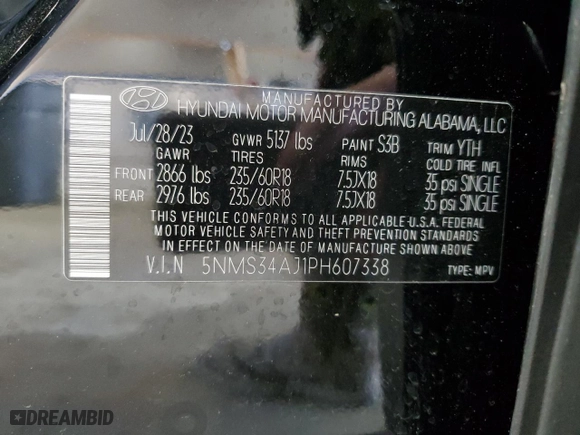 MANUFACTURED BY
HYUNDAI MOTOR MANUFACTURING ALABAMA, LLC
Jul/28/23 GVWR 5137 lbs PAINT S3B TRIM YTH
GAWR TIRES RIMS COLD TIRE INFL
FRONT 2866 lbs 235/60R18 7.5JX18 35 psi SINGLE
REAR 2976 lbs 235/60R18 7.5JX18 35 psi SINGLE
THIS VEHICLE CONFORMS TO ALL APPLICABLE U.S.A. FEDERAL
MOTOR VEHICLE SAFETY AND THEFT PREVENTION STANDARDS
IN EFFECT ON THE DATE OF MANUFACTURE SHOWN ABOVE
V.I.N 5NMS34AJ1PH607338 TYPE: MPV
DREAMBID